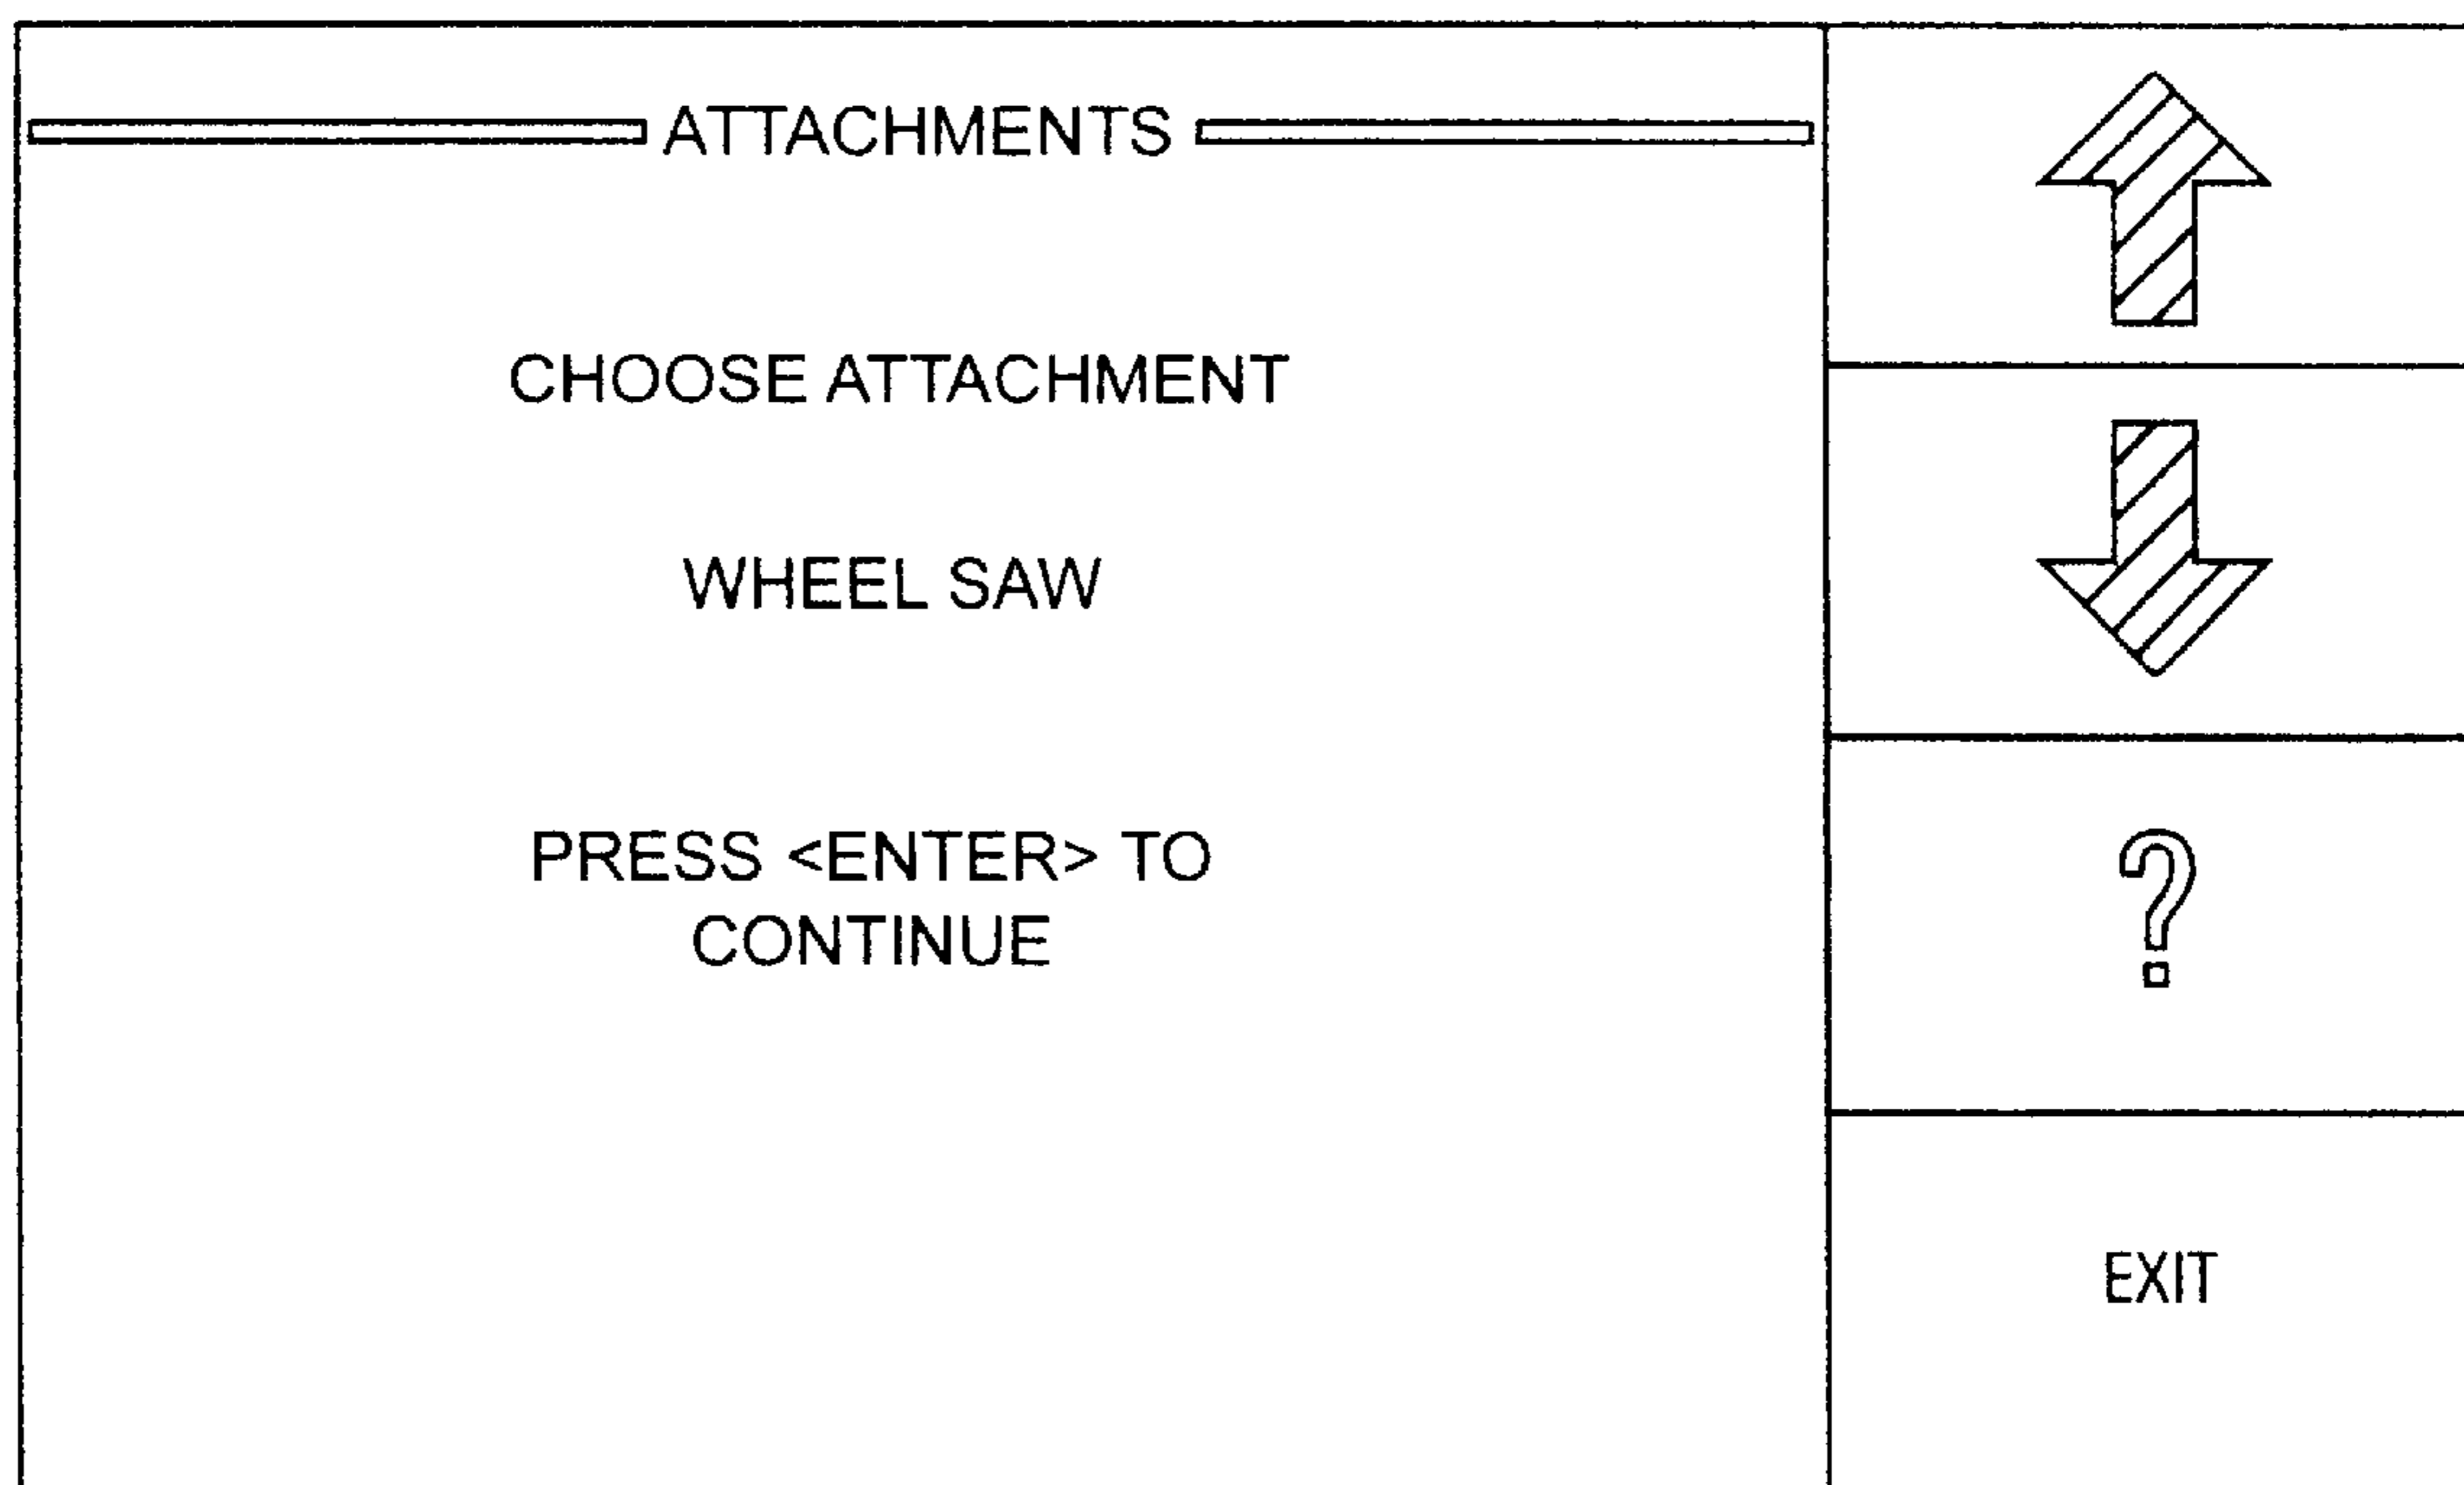 ATTACHMENTS
CHOOSE ATTACHMENT
WHEEL SAW
PRESS <ENTER> TO
CONTINUE
?
EXIT